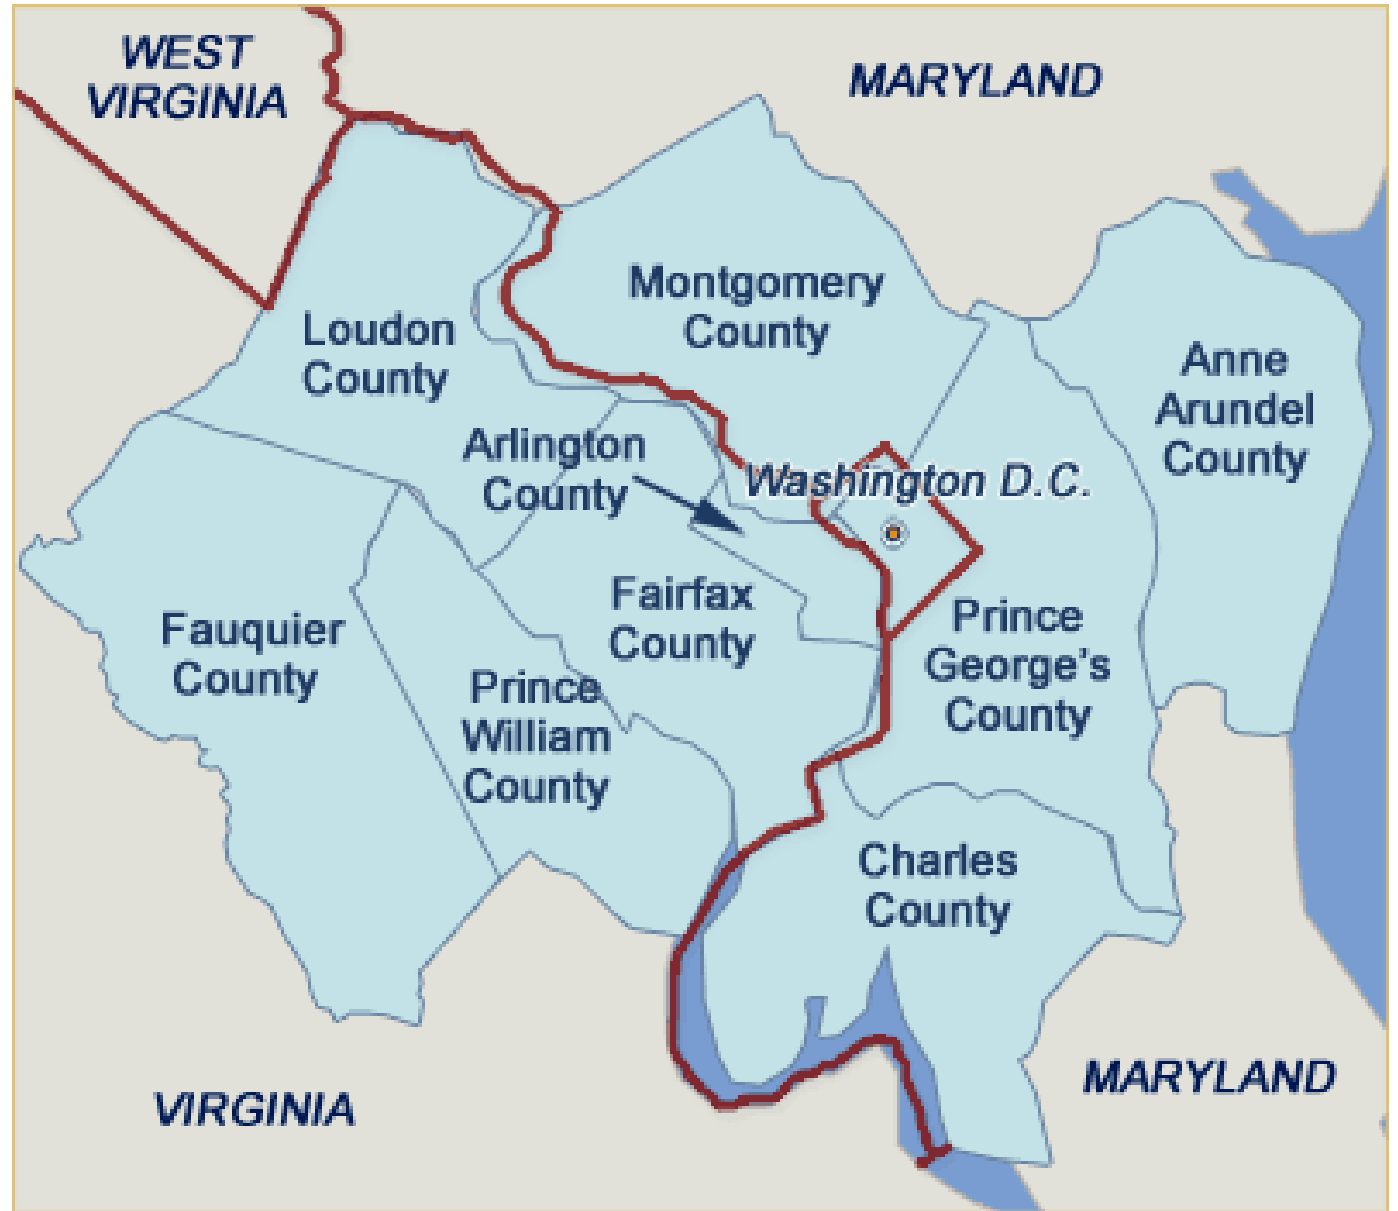 WEST
VIRGINIA
MARYLAND
Montgomery
County
Loudon
County
Anne
Arundel
County
Arlington
County
Washington D.C.
Fairfax
County
Prince
George's
County
Fauquier
County
Prince
William
County
Charles
County
MARYLAND
VIRGINIA